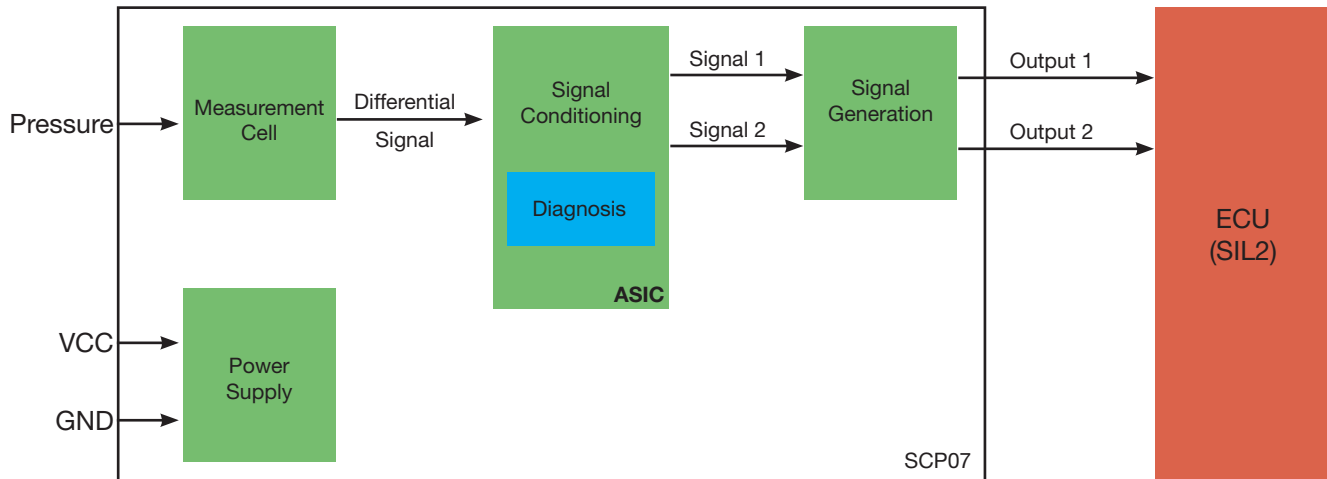 Pressure
Measurement
Cell
Differential
Signal
Signal
Conditioning
Diagnosis
ASIC
Signal 1
Signal 2
Signal
Generation
Output 1
Output 2
ECU
(SIL2)
VCC
GND
Power
Supply
SCP07